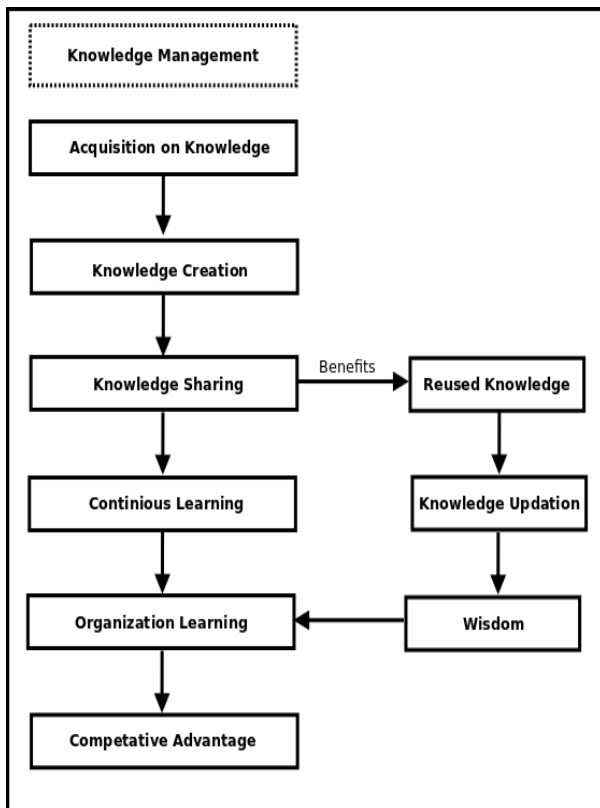 Knowledge Management
Acquisition on Knowledge
Knowledge Creation
Knowledge Sharing
Benefits
Reused Knowledge
Continious Learning
Knowledge Updation
Organization Learning
Wisdom
Competative Advantage